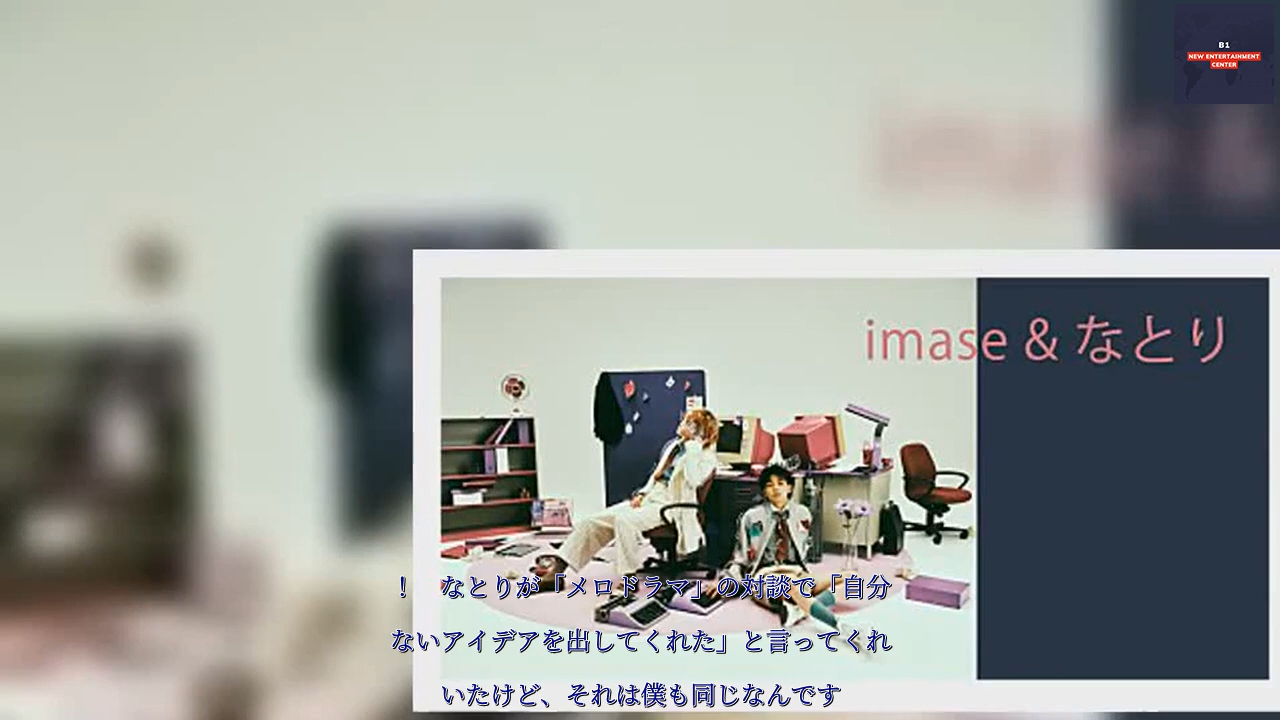 B1
NEW ENTERTAINMENT
CENTER
imase & なとり
！　なとりが「メロドラマ」の対談で「自分
ないアイデアを出してくれた」と言ってくれ
いたけど、それは僕も同じなんです